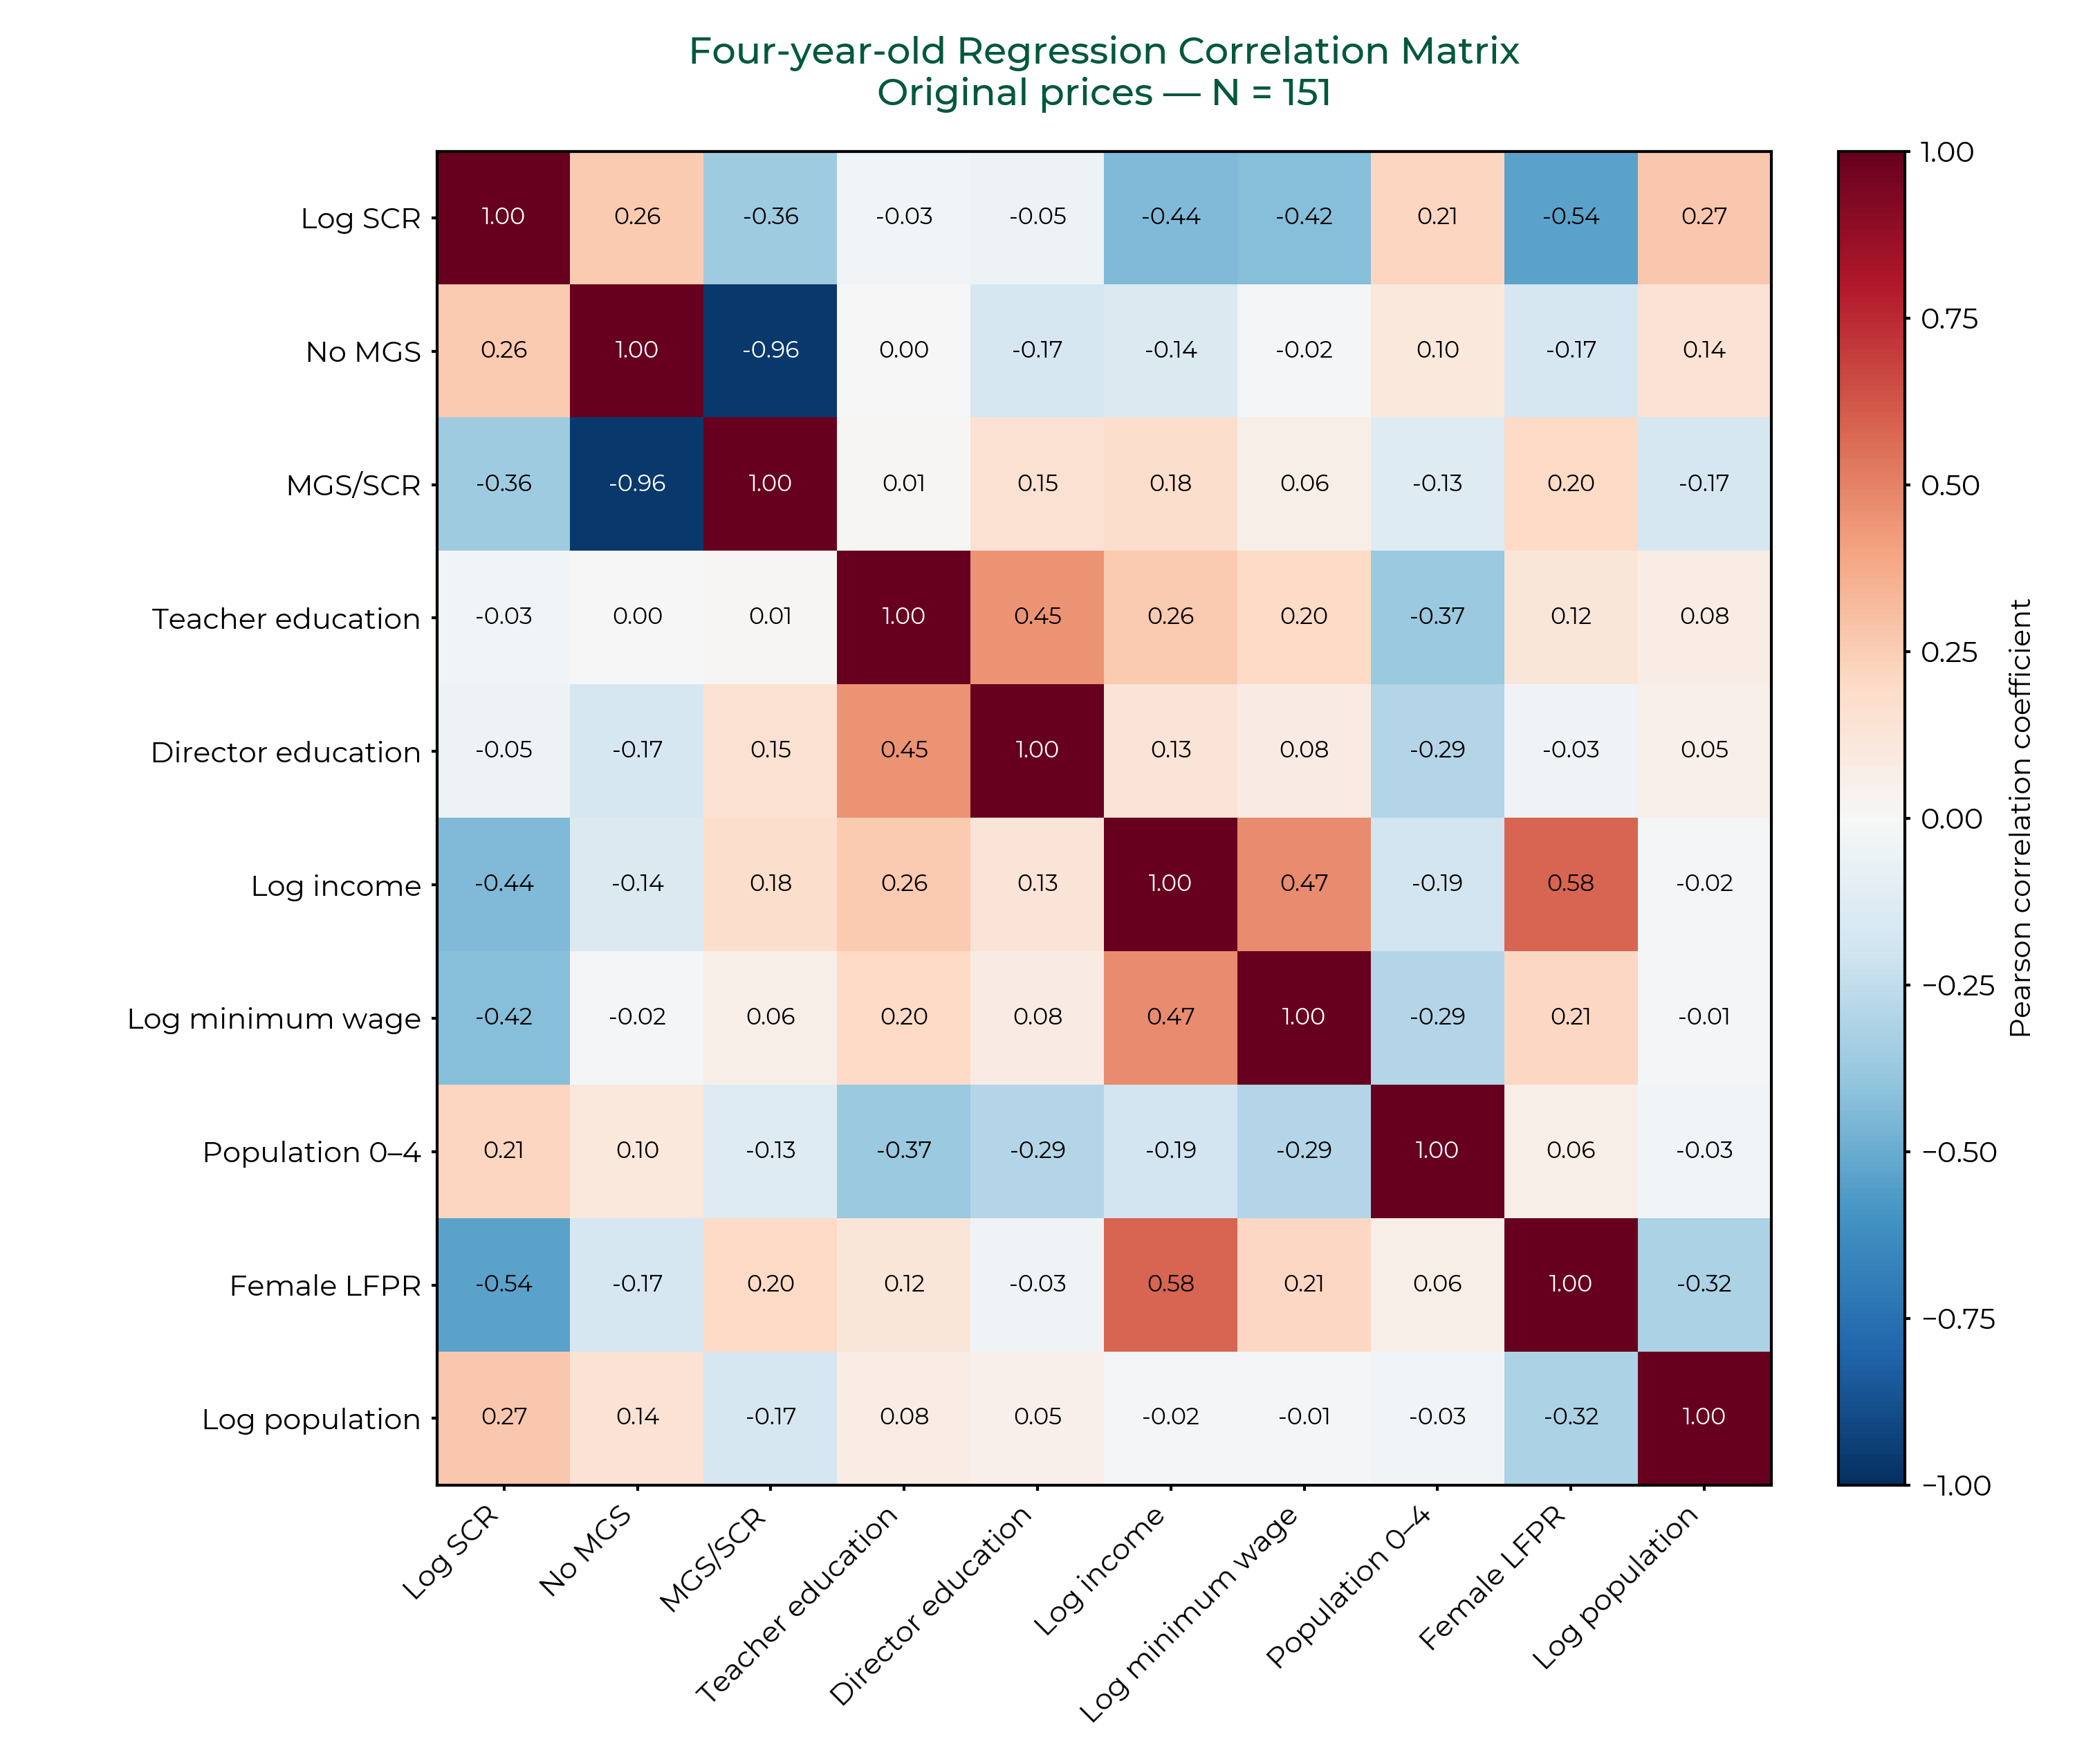 Four-year-old Regression Correlation Matrix
Original prices — N = 151
Log SCR 1.00 0.26 -0.36 -0.03 -0.05 -0.44 -0.42 0.21 -0.54 0.27
No MGS 0.26 1.00 -0.96 0.00 -0.17 -0.14 -0.02 0.10 -0.17 0.14
MGS/SCR -0.36 -0.96 1.00 0.01 0.15 0.18 0.06 -0.13 0.20 -0.17
Teacher education -0.03 0.00 0.01 1.00 0.45 0.26 0.20 -0.37 0.12 0.08
Director education -0.05 -0.17 0.15 0.45 1.00 0.13 0.08 -0.29 -0.03 0.05
Log income -0.44 -0.14 0.18 0.26 0.13 1.00 0.47 -0.19 0.58 -0.02
Log minimum wage -0.42 -0.02 0.06 0.20 0.08 0.47 1.00 -0.29 0.21 -0.01
Population 0–4 0.21 0.10 -0.13 -0.37 -0.29 -0.19 -0.29 1.00 0.06 -0.03
Female LFPR -0.54 -0.17 0.20 0.12 -0.03 0.58 0.21 0.06 1.00 -0.32
Log population 0.27 0.14 -0.17 0.08 0.05 -0.02 -0.01 -0.03 -0.32 1.00
Log SCR
No MGS
MGS/SCR
Teacher education
Director education
Log income
Log minimum wage
Population 0–4
Female LFPR
Log population
1.00
0.75
0.50
0.25
0.00
−0.25
−0.50
−0.75
−1.00
Pearson correlation coefficient